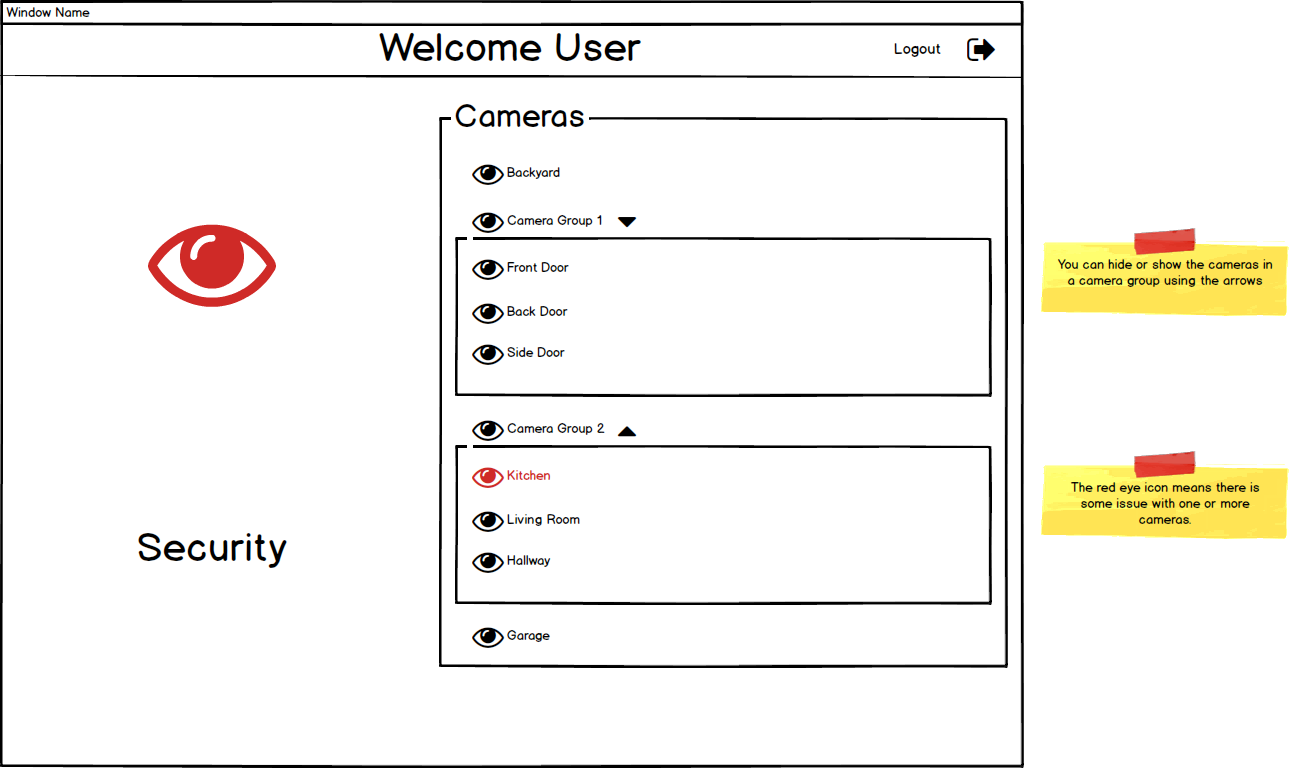 Window Name
Welcome User
Logout
Cameras
Backyard
Camera Group 1
Front Door
Back Door
Side Door
Camera Group 2
Kitchen
Living Room
Hallway
Garage
Security
You can hide or show the cameras in
a camera group using the arrows
The red eye icon means there is
some issue with one or more
cameras.